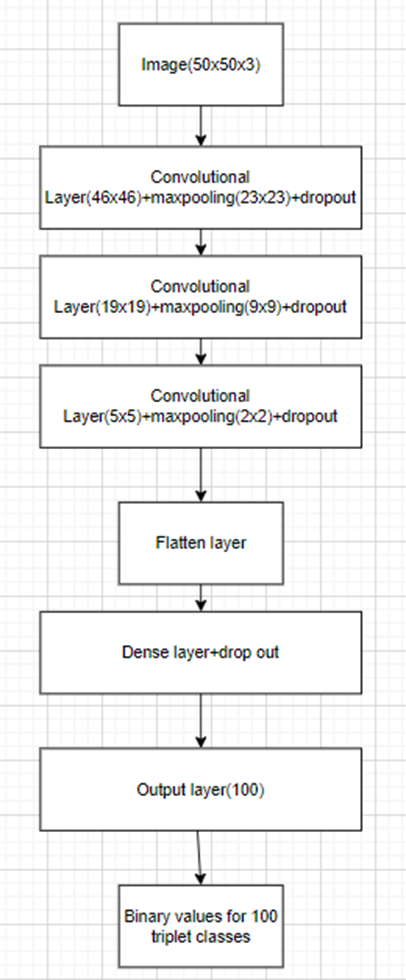 Image(50x50x3)
Convolutional
Layer(46x46)+maxpooling(23x23)+dropout
Convolutional
Layer(19x19)+maxpooling(9x9)+dropout
Convolutional
Layer(5x5)+maxpooling(2x2)+dropout
Flatten layer
Dense layer+drop out
Output layer(100)
Binary values for 100
triplet classes